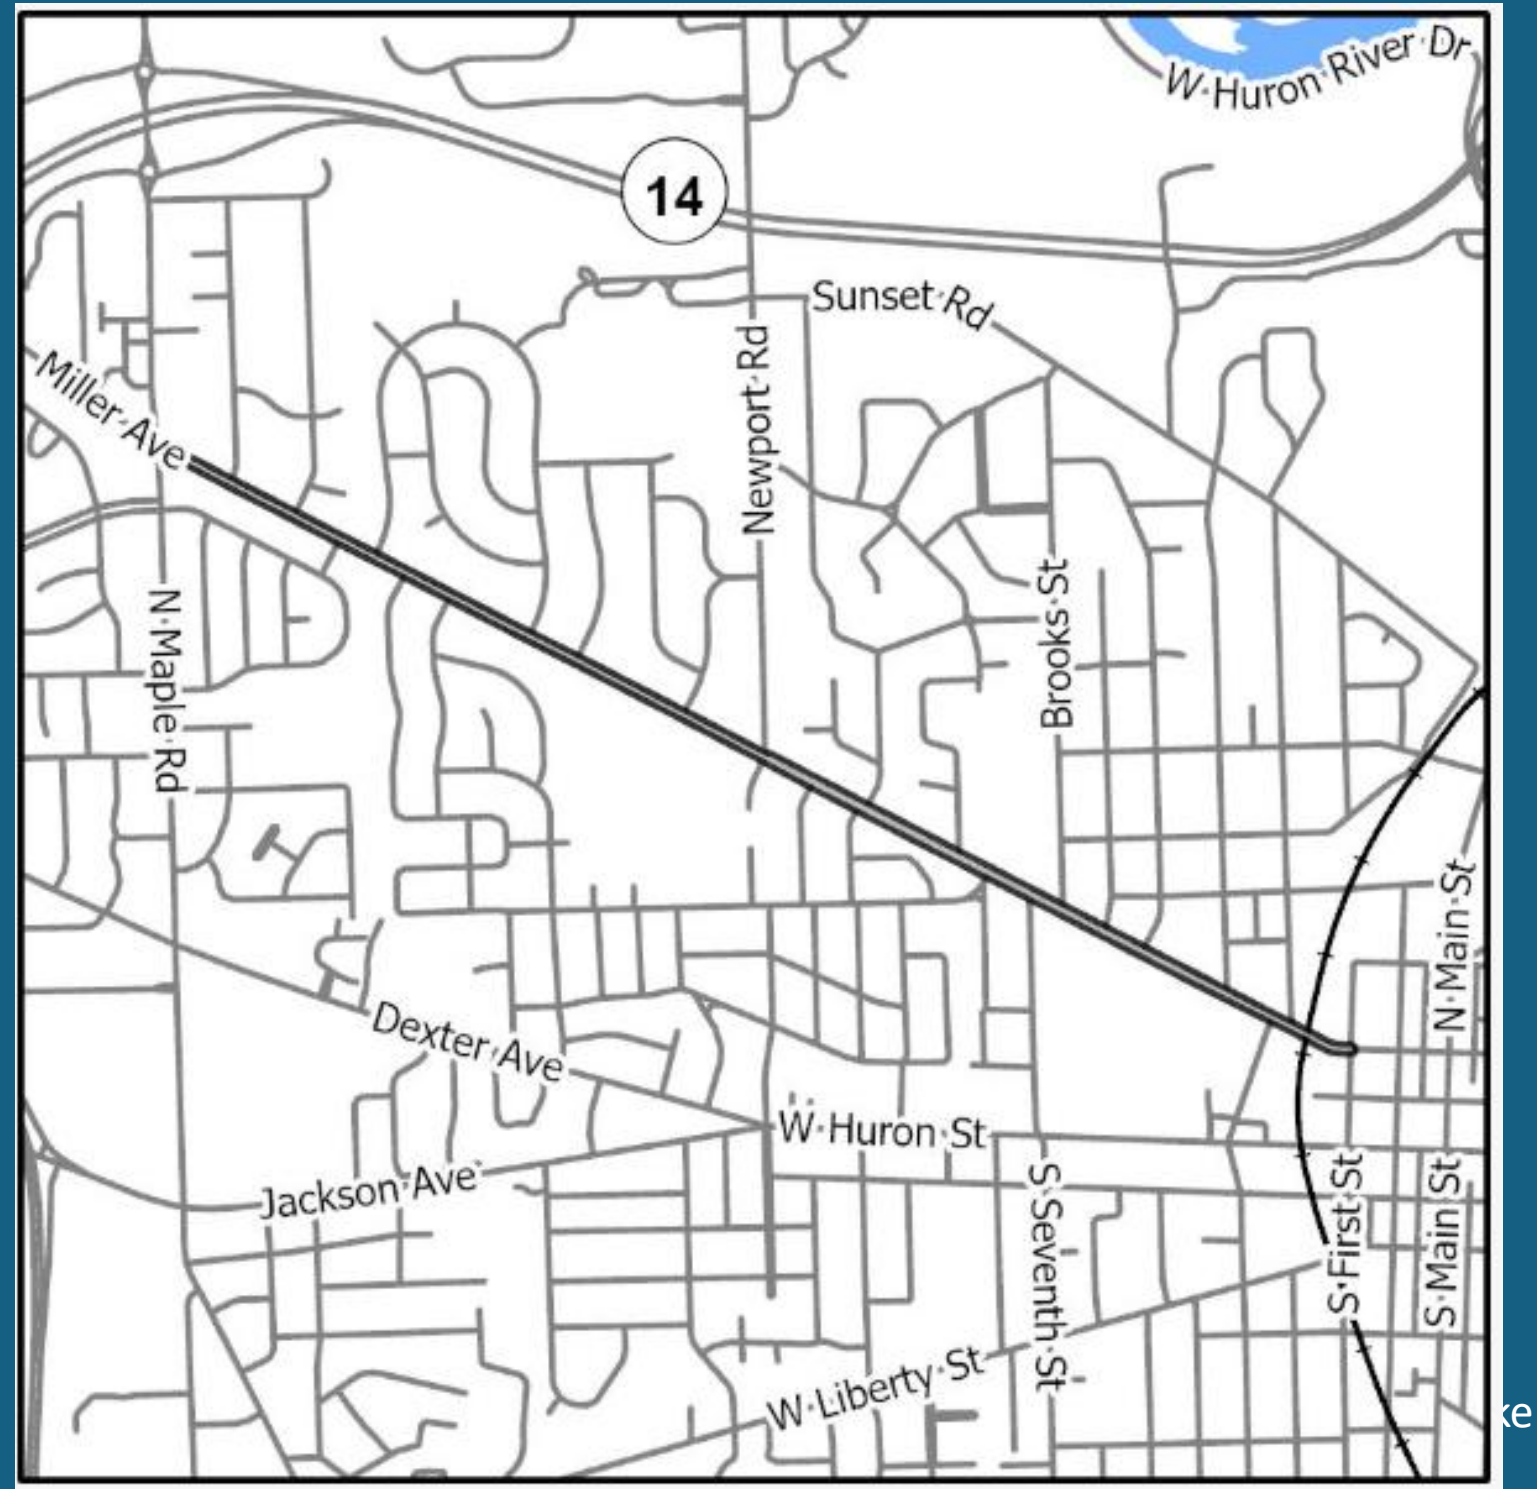 W Huron River Dr
14
Sunset Rd
Newport Rd
Miller Ave
Brooks St
N Maple Rd
N Main St
Dexter Ave
W Huron St
Jackson Ave
S Seventh St
S First St
S Main St
W Liberty St